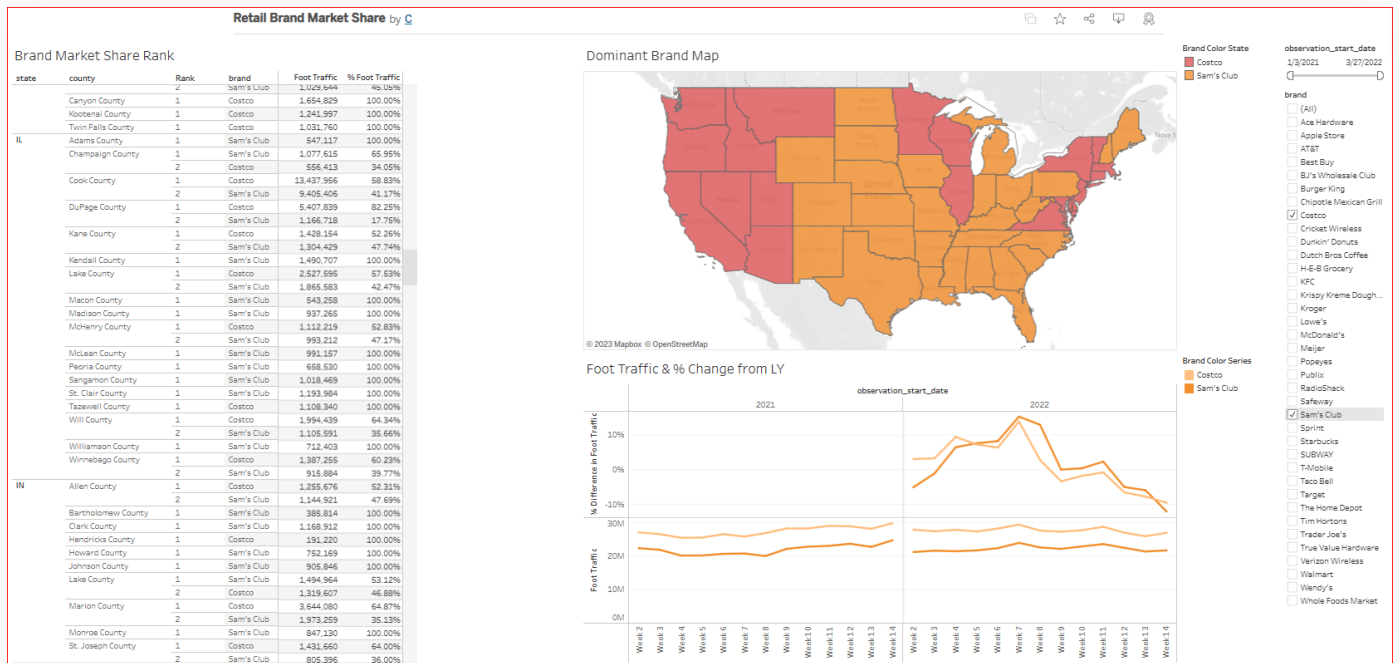 Retail Brand Market Share by C
Brand Market Share Rank
state county Rank brand Foot Traffic % Foot Traffic
2 Sam's Club 1,029,644 45.05%
Canyon County 1 Costco 1,654,829 100.00%
Kootenai County 1 Costco 1,241,997 100.00%
Twin Falls County 1 Costco 1,031,760 100.00%
IL Adams County 1 Sam's Club 547,117 100.00%
Champaign County 1 Sam's Club 1,077,615 65.95%
2 Costco 556,413 34.05%
Cook County 1 Costco 13,437,956 58.83%
2 Sam's Club 9,405,406 41.17%
DuPage County 1 Costco 5,407,839 82.25%
2 Sam's Club 1,166,718 17.75%
Kane County 1 Costco 1,428,154 52.26%
2 Sam's Club 1,304,429 47.74%
Kendall County 1 Sam's Club 1,490,707 100.00%
Lake County 1 Costco 2,527,595 57.53%
2 Sam's Club 1,865,583 42.47%
Macon County 1 Sam's Club 543,258 100.00%
Madison County 1 Sam's Club 937,265 100.00%
McHenry County 1 Costco 1,112,219 52.83%
2 Sam's Club 993,212 47.17%
McLean County 1 Sam's Club 991,157 100.00%
Peoria County 1 Sam's Club 658,530 100.00%
Sangamon County 1 Sam's Club 1,018,469 100.00%
St. Clair County 1 Sam's Club 1,193,984 100.00%
Tazewell County 1 Costco 1,108,340 100.00%
Will County 1 Costco 1,994,439 64.34%
2 Sam's Club 1,105,591 35.66%
Williamson County 1 Sam's Club 712,403 100.00%
Winnebago County 1 Costco 1,387,255 60.23%
2 Sam's Club 915,884 39.77%
IN Allen County 1 Costco 1,255,676 52.31%
2 Sam's Club 1,144,921 47.69%
Bartholomew County 1 Sam's Club 385,814 100.00%
Clark County 1 Sam's Club 1,168,912 100.00%
Hendricks County 1 Costco 191,220 100.00%
Howard County 1 Sam's Club 752,169 100.00%
Johnson County 1 Sam's Club 905,846 100.00%
Lake County 1 Sam's Club 1,494,964 53.12%
2 Costco 1,319,607 46.88%
Marion County 1 Costco 3,644,080 64.87%
2 Sam's Club 1,973,259 35.13%
Monroe County 1 Sam's Club 847,130 100.00%
St. Joseph County 1 Costco 1,431,660 64.00%
2 Sam's Club 805,396 36.00%
Dominant Brand Map
United
States
© 2023 Mapbox © OpenStreetMap
Foot Traffic & % Change from LY
observation_start_date
2021 2022
% Difference in Foot Traffic
10%
0%
-10%
Foot Traffic
30M
20M
10M
0M
Week 2 Week 3 Week 4 Week 5 Week 6 Week 7 Week 8 Week 9 Week 10 Week 11 Week 12 Week 13 Week 14 Week 2 Week 3 Week 4 Week 5 Week 6 Week 7 Week 8 Week 9 Week 10 Week 11 Week 12 Week 13 Week 14
Brand Color State
Costco
Sam's Club
Brand Color Series
Costco
Sam's Club
observation_start_date
1/3/2021 3/27/2022
brand
(All)
Ace Hardware
Apple Store
AT&T
Best Buy
BJ's Wholesale Club
Burger King
Chipotle Mexican Grill
Costco
Cricket Wireless
Dunkin' Donuts
Dutch Bros Coffee
H-E-B Grocery
KFC
Krispy Kreme Dough...
Kroger
Lowe's
McDonald's
Meijer
Popeyes
Publix
RadioShack
Safeway
Sam's Club
Sprint
Starbucks
SUBWAY
T-Mobile
Taco Bell
Target
The Home Depot
Tim Hortons
Trader Joe's
True Value Hardware
Verizon Wireless
Walmart
Wendy's
Whole Foods Market